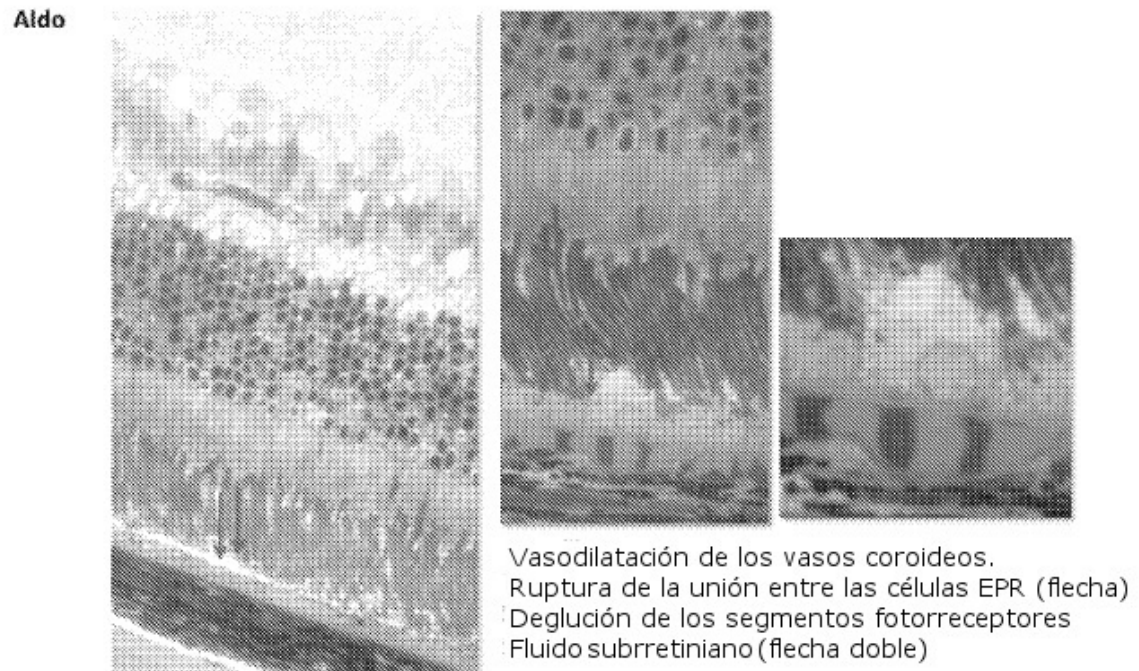 Aldo
Vasodilatación de los vasos coroideos.
Ruptura de la unión entre las células EPR (flecha)
Deglución de los segmentos fotorreceptores
Fluido subrretiniano (flecha doble)